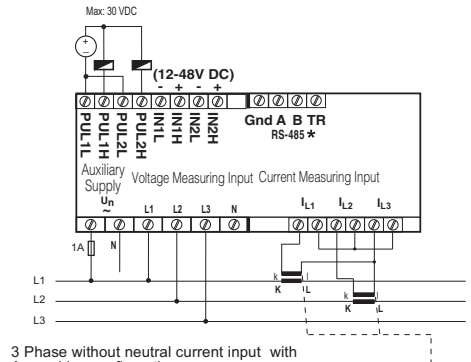 Max: 30 VDC
+
-
(12-48V DC)
- + - +
PUL1L
PUL1H
PUL2L
PUL2H
IN1L
IN1H
IN2L
IN2H
Gnd A B TR
RS-485 *
Auxiliary Supply Voltage Measuring Input Current Measuring Input
Un ~ L1 L2 L3 N IL1 IL2 IL3
1A N
L1 k l
K L
L2 k l
K L
L3
3 Phase without neutral current input with